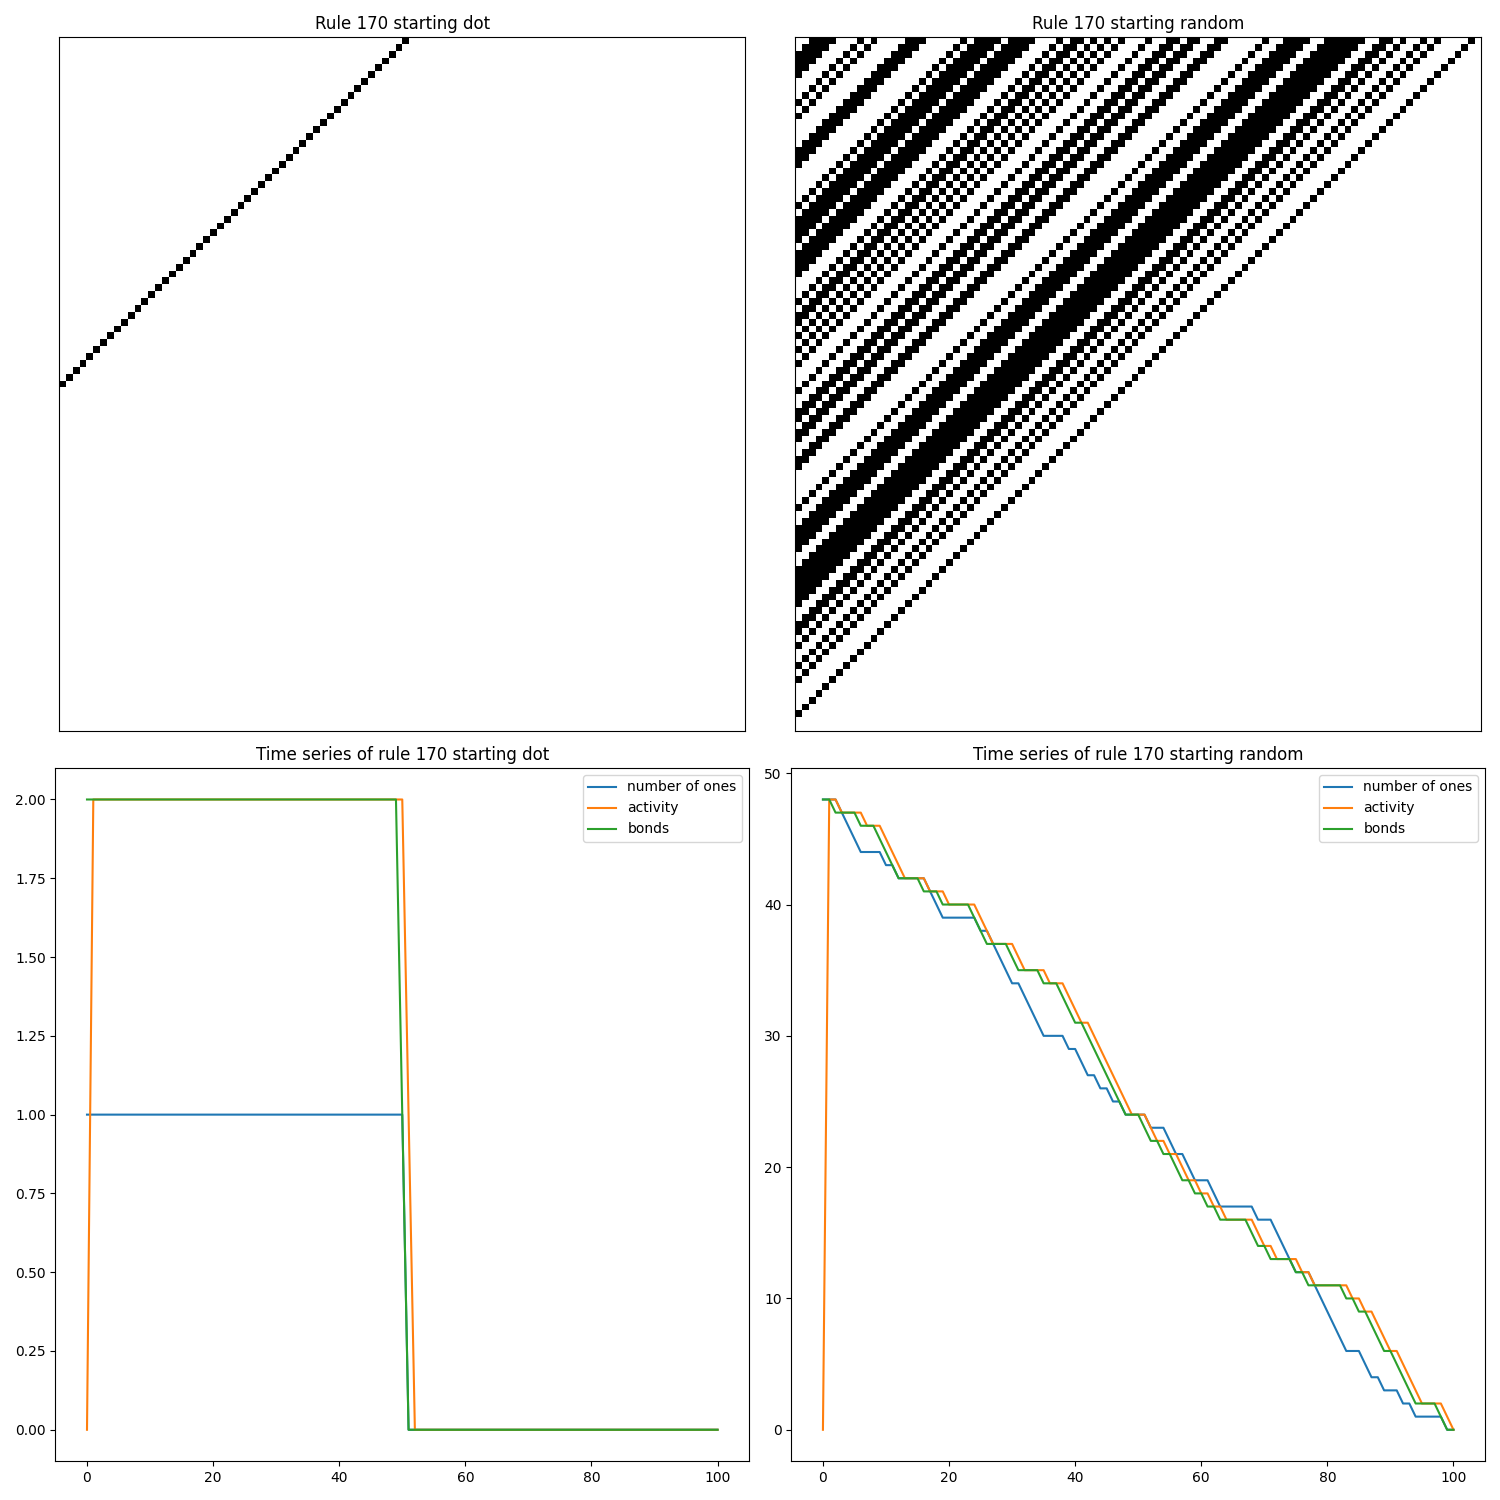 Rule 170 starting dot
Rule 170 starting random
Time series of rule 170 starting dot
2.00
1.75
1.50
1.25
1.00
0.75
0.50
0.25
0.00
0
20
40
60
80
100
number of ones
activity
bonds
Time series of rule 170 starting random
50
40
30
20
10
0
0
20
40
60
80
100
number of ones
activity
bonds